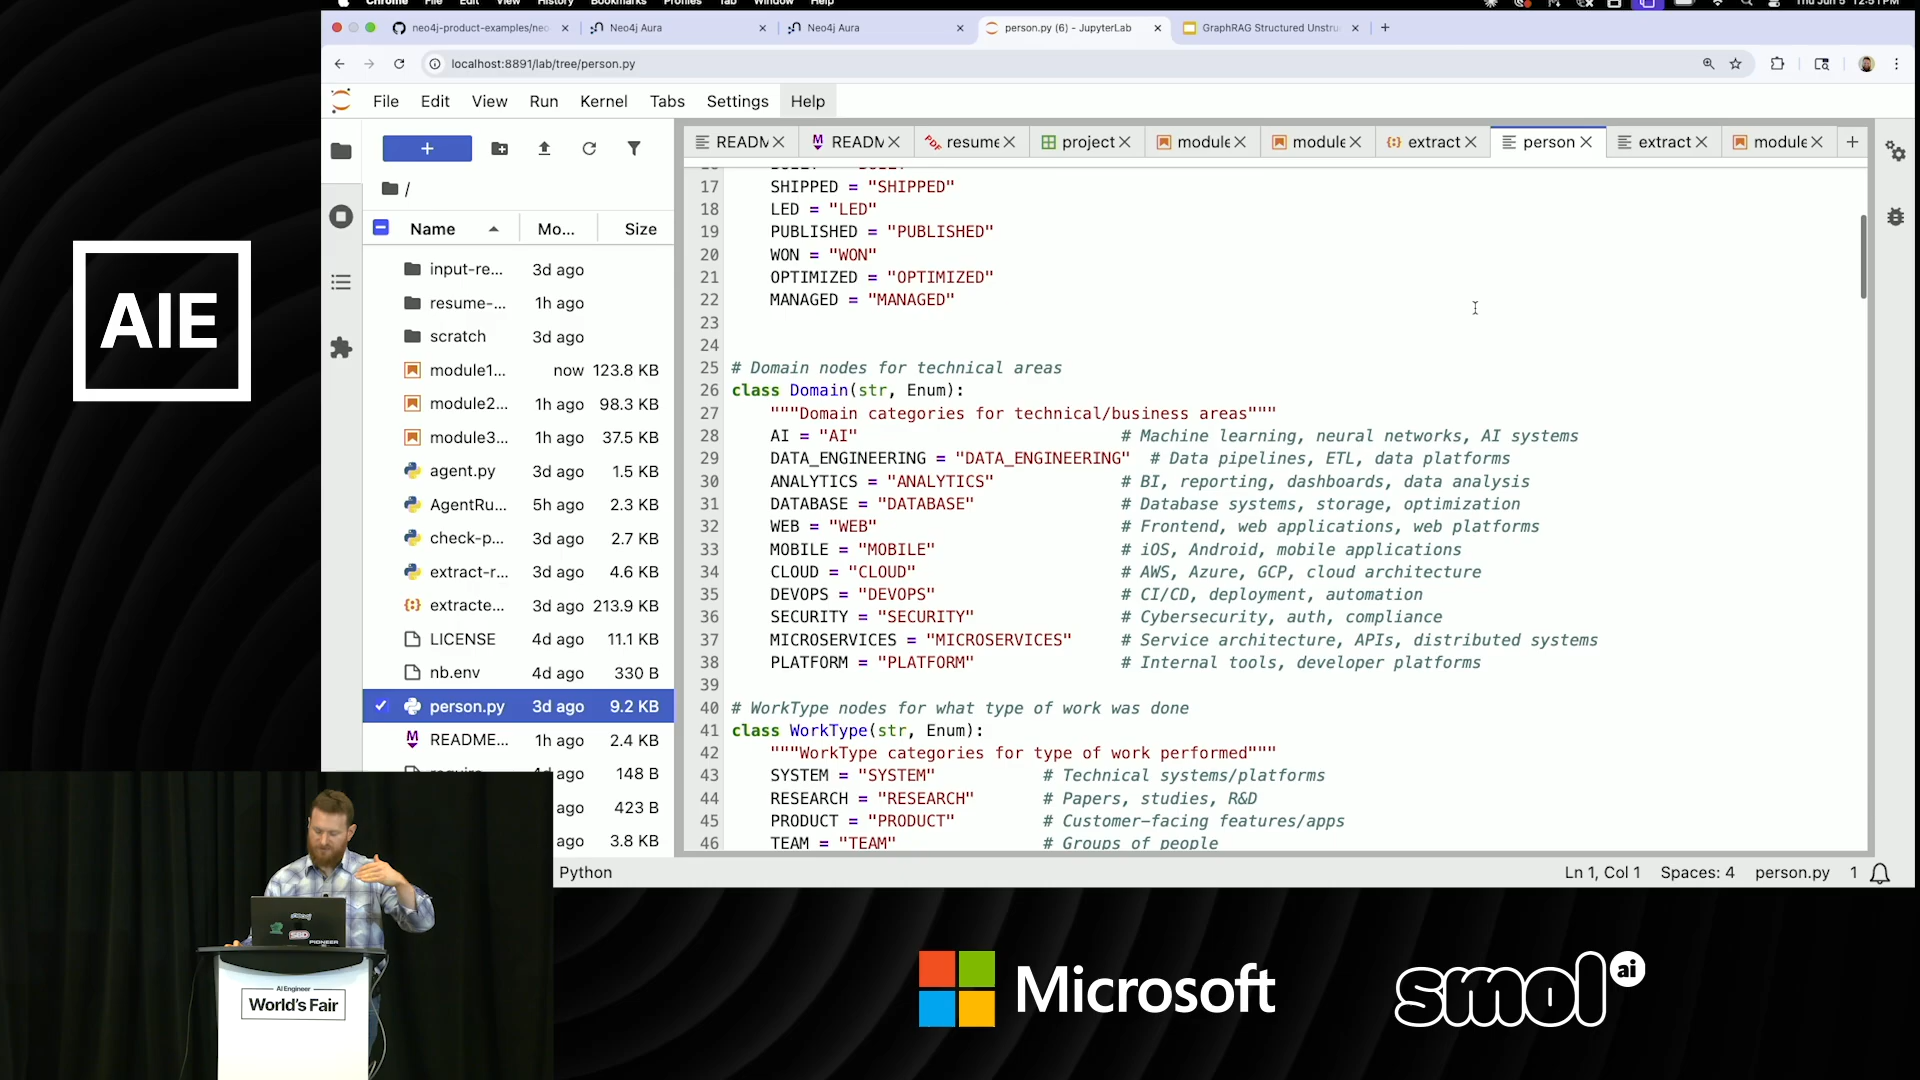 Chrome File Edit View History Bookmarks Profiles Tab Window Help
neo4j-product-examples/neo
Neo4j Aura
Neo4j Aura
person.py (6) - JupyterLab
GraphRAG Structured Unstru
localhost:8891/lab/tree/person.py
File Edit View Run Kernel Tabs Settings Help
READM
READM
resume
project
module
module
extract
person
extract
module
/
Name Mo... Size
input-re... 3d ago
resume-... 1h ago
scratch 3d ago
module1... now 123.8 KB
module2... 1h ago 98.3 KB
module3... 1h ago 37.5 KB
agent.py 3d ago 1.5 KB
AgentRu... 5h ago 2.3 KB
check-p... 3d ago 2.7 KB
extract-r... 3d ago 4.6 KB
extracte... 3d ago 213.9 KB
LICENSE 4d ago 11.1 KB
nb.env 4d ago 330 B
person.py 3d ago 9.2 KB
README... 1h ago 2.4 KB
ago 148 B
ago 423 B
ago 3.8 KB
17 SHIPPED = "SHIPPED"
18 LED = "LED"
19 PUBLISHED = "PUBLISHED"
20 WON = "WON"
21 OPTIMIZED = "OPTIMIZED"
22 MANAGED = "MANAGED"
23
24
25 # Domain nodes for technical areas
26 class Domain(str, Enum):
27 """Domain categories for technical/business areas"""
28 AI = "AI" # Machine learning, neural networks, AI systems
29 DATA_ENGINEERING = "DATA_ENGINEERING" # Data pipelines, ETL, data platforms
30 ANALYTICS = "ANALYTICS" # BI, reporting, dashboards, data analysis
31 DATABASE = "DATABASE" # Database systems, storage, optimization
32 WEB = "WEB" # Frontend, web applications, web platforms
33 MOBILE = "MOBILE" # iOS, Android, mobile applications
34 CLOUD = "CLOUD" # AWS, Azure, GCP, cloud architecture
35 DEVOPS = "DEVOPS" # CI/CD, deployment, automation
36 SECURITY = "SECURITY" # Cybersecurity, auth, compliance
37 MICROSERVICES = "MICROSERVICES" # Service architecture, APIs, distributed systems
38 PLATFORM = "PLATFORM" # Internal tools, developer platforms
39
40 # WorkType nodes for what type of work was done
41 class WorkType(str, Enum):
42 """WorkType categories for type of work performed"""
43 SYSTEM = "SYSTEM" # Technical systems/platforms
44 RESEARCH = "RESEARCH" # Papers, studies, R&D
45 PRODUCT = "PRODUCT" # Customer-facing features/apps
46 TEAM = "TEAM" # Groups of people
Python
Ln 1, Col 1 Spaces: 4 person.py 1
AIE
smol
SBD
PIONEER
AI Engineer
World's Fair
Microsoft
smol ai